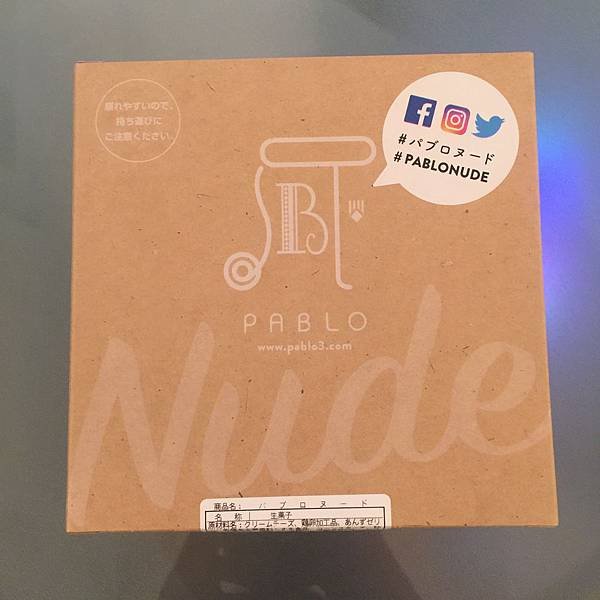 崩れやすいので、
持ち運びに
ご注意ください。
#パブロヌード
#PABLONUDE
B
PABLO
www.pablo3.com
Nude
商品名: パブロヌード
名 称 生菓子
原材料名:クリームチーズ、鶏卵加工品、あんずゼリ